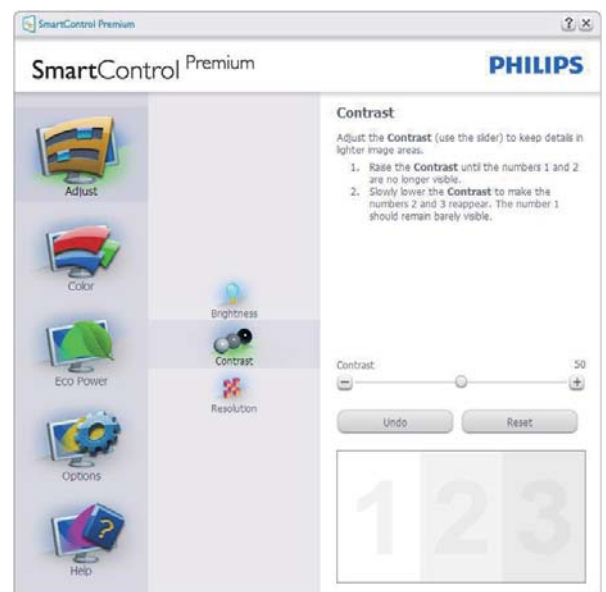 SmartControl Premium
SmartControl Premium
PHILIPS
Adjust
Color
Eco Power
Options
Help
Brightness
Contrast
Resolution
Contrast
Adjust the Contrast (use the slider) to keep details in
lighter image areas.
1. Raise the Contrast until the numbers 1 and 2
are no longer visible.
2. Slowly lower the Contrast to make the
numbers 2 and 3 reappear. The number 1
should remain barely visible.
Contrast 50
Undo Reset
1 2 3